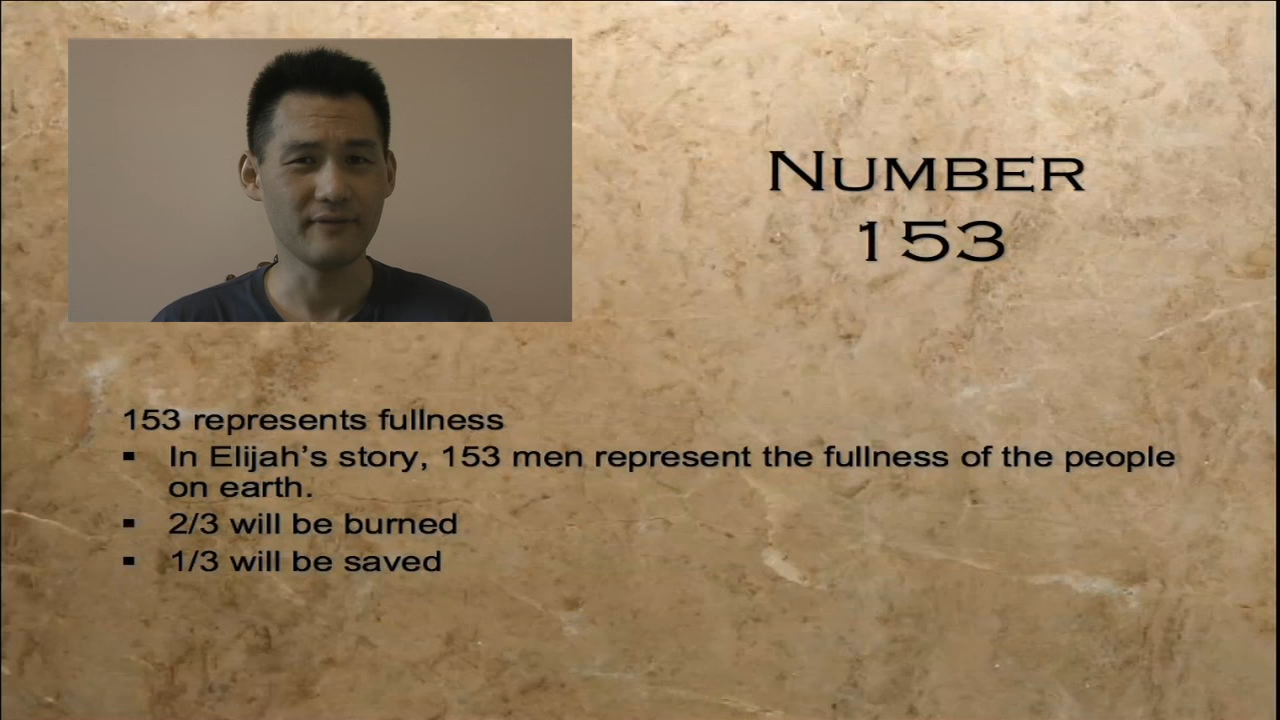 NUMBER
153
153 represents fullness
▪ In Elijah's story, 153 men represent the fullness of the people
on earth.
▪ 2/3 will be burned
▪ 1/3 will be saved